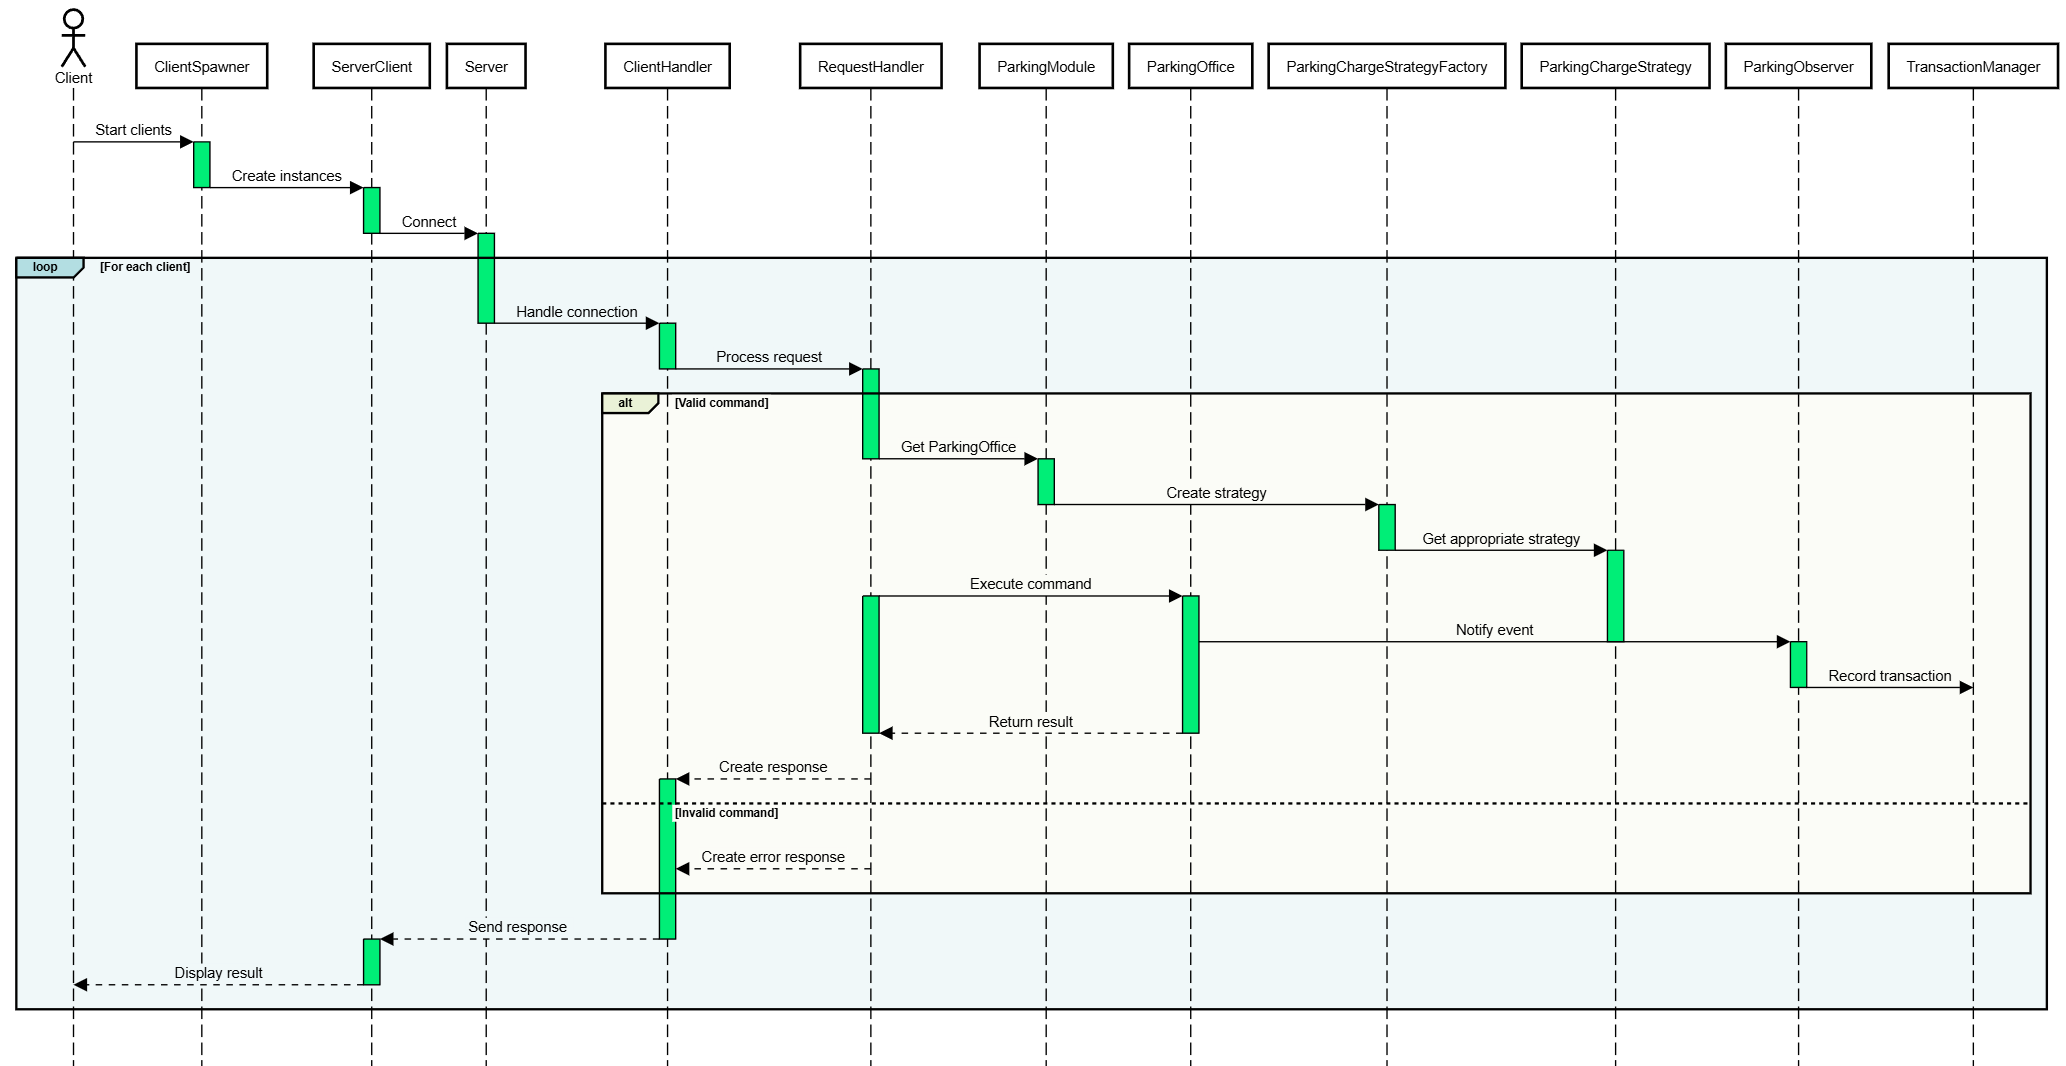 Client
ClientSpawner
ServerClient
Server
ClientHandler
RequestHandler
ParkingModule
ParkingOffice
ParkingChargeStrategyFactory
ParkingChargeStrategy
ParkingObserver
TransactionManager
Start clients
Create instances
Connect
loop
[For each client]
Handle connection
Process request
alt
[Valid command]
Get ParkingOffice
Create strategy
Get appropriate strategy
Execute command
Notify event
Record transaction
Return result
Create response
[Invalid command]
Create error response
Send response
Display result